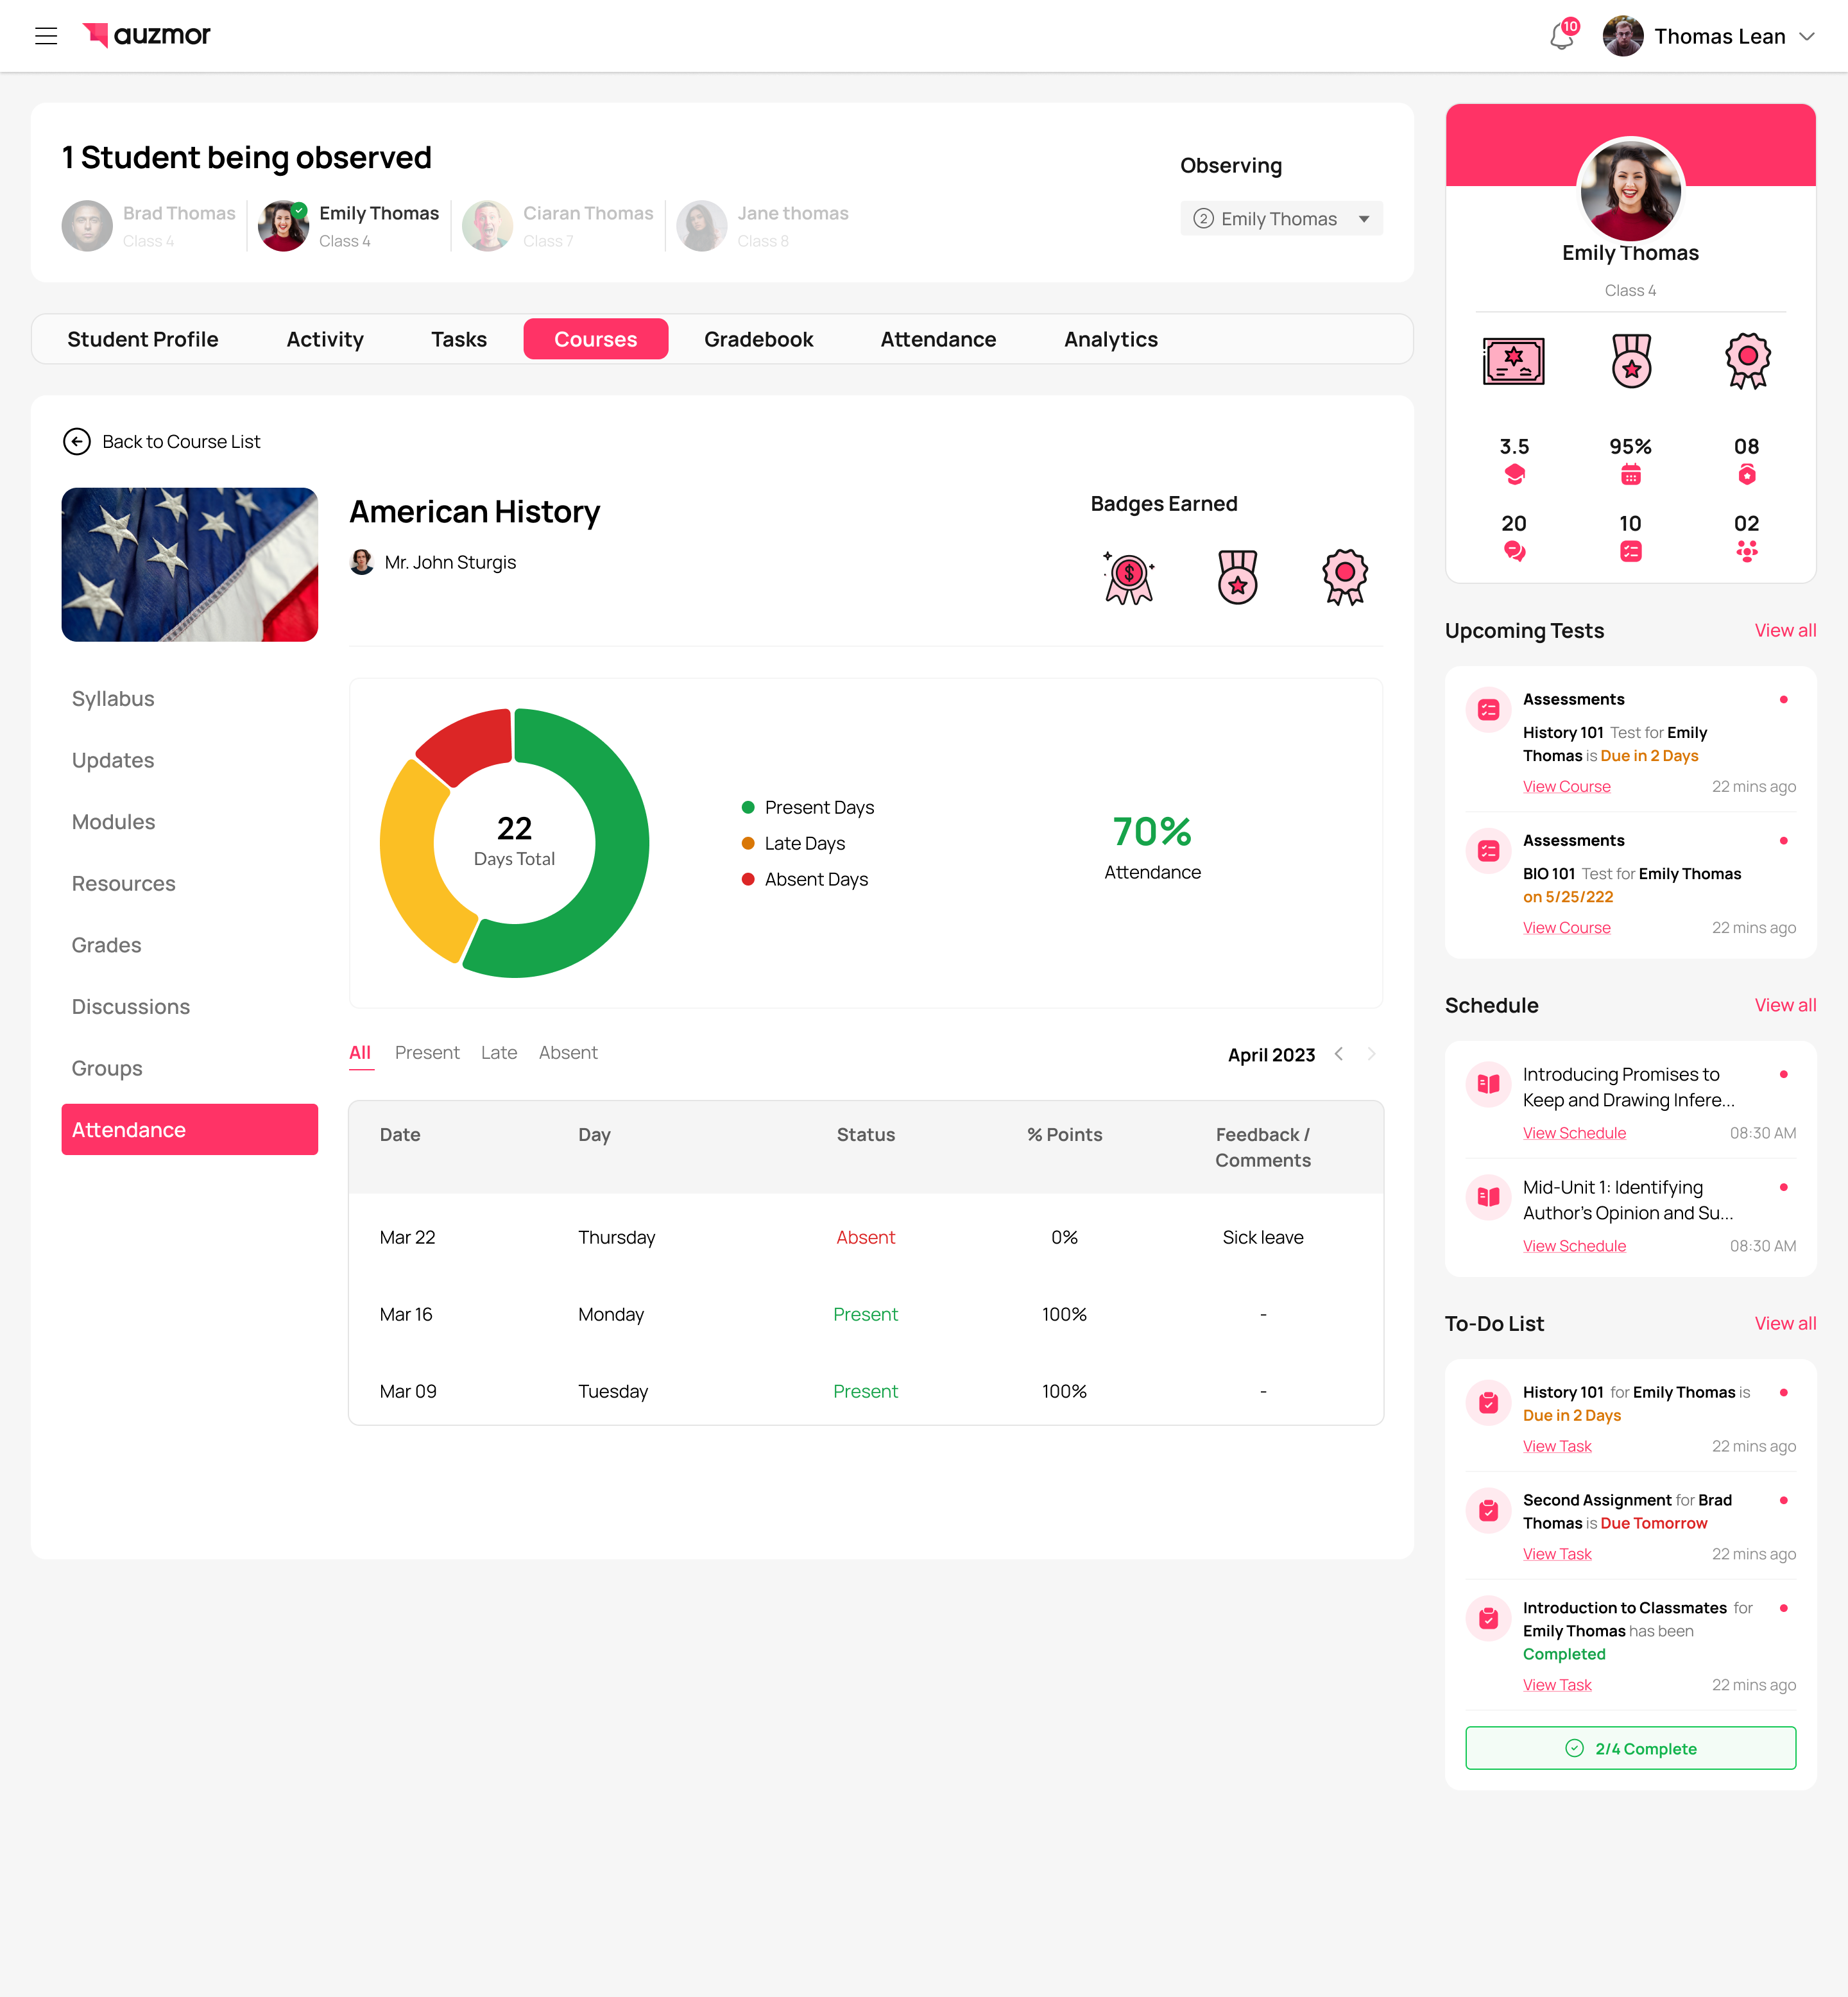 auzmor
10
Thomas Lean
1 Student being observed
Brad Thomas
Class 4
Emily Thomas
Class 4
Ciaran Thomas
Class 7
Jane thomas
Class 8
Observing
2 Emily Thomas
Student Profile
Activity
Tasks
Courses
Gradebook
Attendance
Analytics
Back to Course List
American History
Mr. John Sturgis
Badges Earned
$
Syllabus
Updates
Modules
Resources
Grades
Discussions
Groups
Attendance
22
Days Total
Present Days
Late Days
Absent Days
70%
Attendance
All
Present
Late
Absent
April 2023
Date Day Status % Points Feedback /
Comments
Mar 22 Thursday Absent 0% Sick leave
Mar 16 Monday Present 100% -
Mar 09 Tuesday Present 100% -
Emily Thomas
Class 4
3.5
95%
08
20
10
02
Upcoming Tests
View all
Assessments
History 101 Test for Emily
Thomas is Due in 2 Days
View Course
22 mins ago
Assessments
BIO 101 Test for Emily Thomas
on 5/25/222
View Course
22 mins ago
Schedule
View all
Introducing Promises to
Keep and Drawing Infere...
View Schedule
08:30 AM
Mid-Unit 1: Identifying
Author's Opinion and Su...
View Schedule
08:30 AM
To-Do List
View all
History 101 for Emily Thomas is
Due in 2 Days
View Task
22 mins ago
Second Assignment for Brad
Thomas is Due Tomorrow
View Task
22 mins ago
Introduction to Classmates for
Emily Thomas has been
Completed
View Task
22 mins ago
2/4 Complete